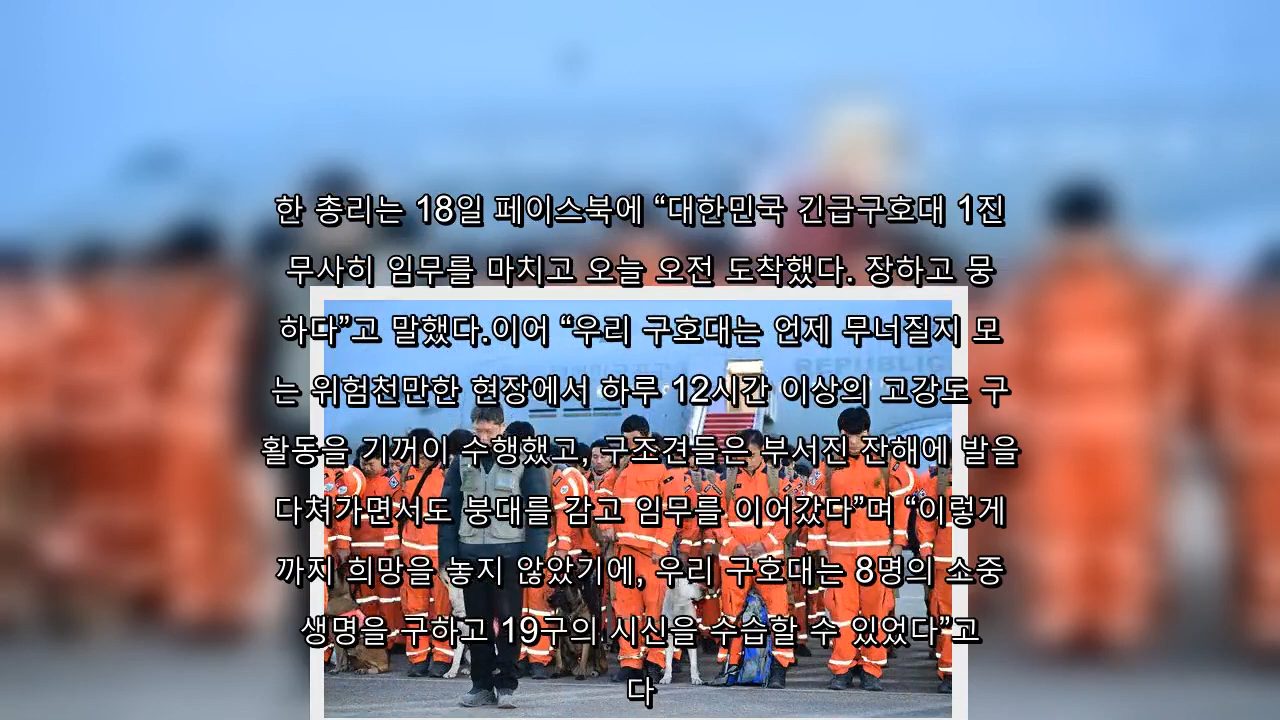 한 총리는 18일 페이스북에 “대한민국 긴급구호대 1진
무사히 임무를 마치고 오늘 오전 도착했다. 장하고 뭉
하다”고 말했다.이어 “우리 구호대는 언제 무너질지 모
는 위험천만한 현장에서 하루 12시간 이상의 고강도 구
활동을 기꺼이 수행했고, 구조견들은 부서진 잔해에 발을
다쳐가면서도 붕대를 감고 임무를 이어갔다”며 “이렇게
까지 희망을 놓지 않았기에, 우리 구호대는 8명의 소중
생명을 구하고 19구의 시신을 수습할 수 있었다”고
다
REPUBLIC